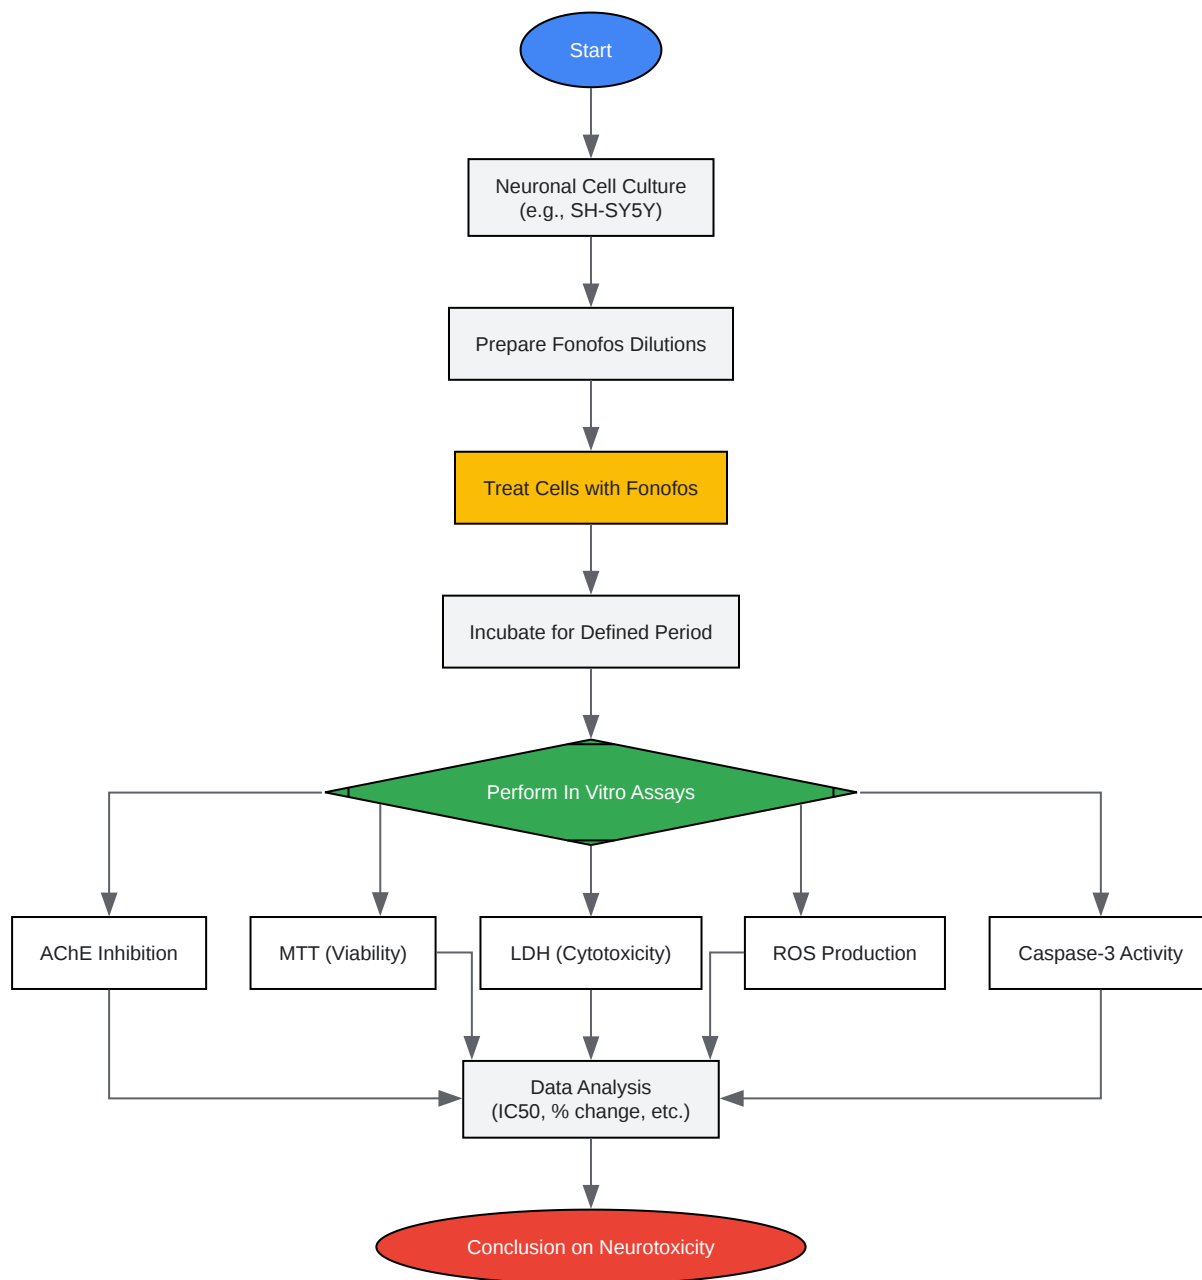 Start
Neuronal Cell Culture
(e.g., SH-SY5Y)
Prepare Fonofos Dilutions
Treat Cells with Fonofos
Incubate for Defined Period
Perform In Vitro Assays
AChE Inhibition
MTT (Viability)
LDH (Cytotoxicity)
ROS Production
Caspase-3 Activity
Data Analysis
(IC50, % change, etc.)
Conclusion on Neurotoxicity